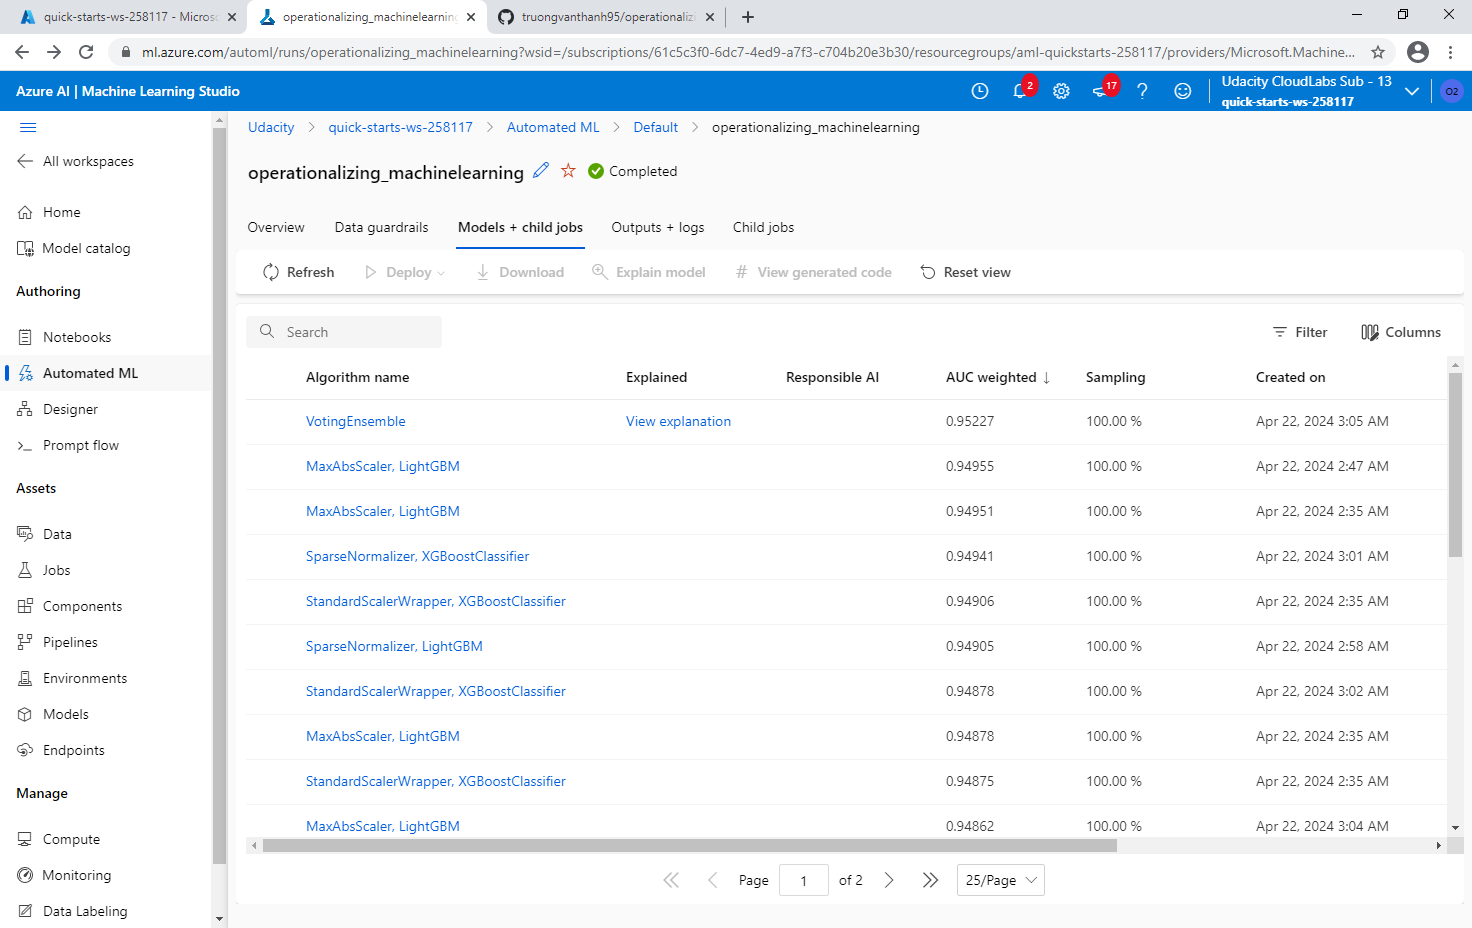 quick-starts-ws-258117 - Micros
operationalizing_machinelearning
truongvanthanh95/operationaliz
ml.azure.com/automl/runs/operationalizing_machinelearning?wsid=/subscriptions/61c5c3f0-6dc7-4ed9-a7f3-c704b20e3b30/resourcegroups/aml-quickstarts-258117/providers/Microsoft.Machine...
Azure AI | Machine Learning Studio
2
17
Udacity CloudLabs Sub - 13
quick-starts-ws-258117
O2
All workspaces
Home
Model catalog
Authoring
Notebooks
Automated ML
Designer
Prompt flow
Assets
Data
Jobs
Components
Pipelines
Environments
Models
Endpoints
Manage
Compute
Monitoring
Data Labeling
Udacity > quick-starts-ws-258117 > Automated ML > Default > operationalizing_machinelearning
operationalizing_machinelearning Completed
Overview Data guardrails Models + child jobs Outputs + logs Child jobs
Refresh Deploy Download Explain model # View generated code Reset view
Search Filter Columns
Algorithm name Explained Responsible AI AUC weighted ↓ Sampling Created on
VotingEnsemble View explanation 0.95227 100.00 % Apr 22, 2024 3:05 AM
MaxAbsScaler, LightGBM 0.94955 100.00 % Apr 22, 2024 2:47 AM
MaxAbsScaler, LightGBM 0.94951 100.00 % Apr 22, 2024 2:35 AM
SparseNormalizer, XGBoostClassifier 0.94941 100.00 % Apr 22, 2024 3:01 AM
StandardScalerWrapper, XGBoostClassifier 0.94906 100.00 % Apr 22, 2024 2:35 AM
SparseNormalizer, LightGBM 0.94905 100.00 % Apr 22, 2024 2:58 AM
StandardScalerWrapper, XGBoostClassifier 0.94878 100.00 % Apr 22, 2024 3:02 AM
MaxAbsScaler, LightGBM 0.94878 100.00 % Apr 22, 2024 2:35 AM
StandardScalerWrapper, XGBoostClassifier 0.94875 100.00 % Apr 22, 2024 2:35 AM
MaxAbsScaler, LightGBM 0.94862 100.00 % Apr 22, 2024 3:04 AM
Page 1 of 2 25/Page